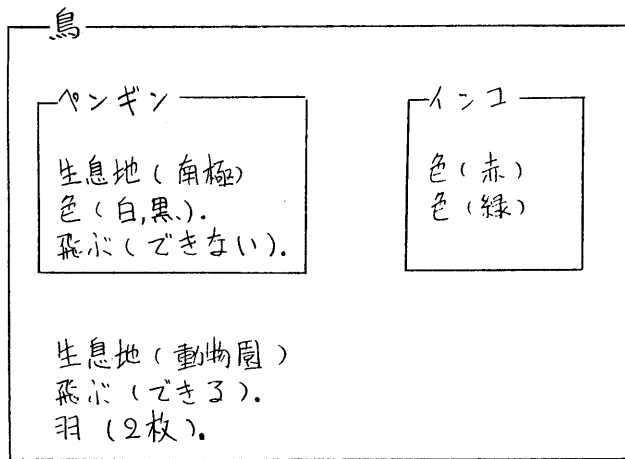 鳥
ペンギン
生息地(南極)
色(白,黒,).
飛ぶ(できない).
インコ
色(赤)
色(緑)
生息地(動物園)
飛ぶ(できる).
羽(2枚).